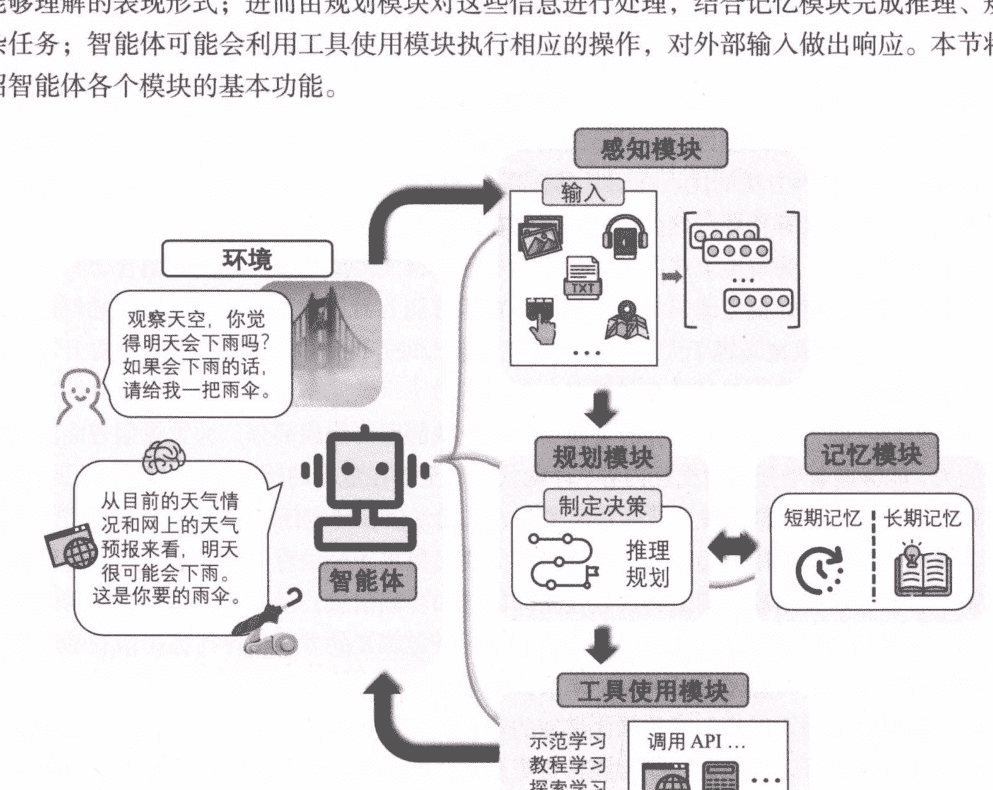 能够理解的表现形式；进而由规划模块对这些信息进行处理，结合记忆模块完成推理、规
杂任务；智能体可能会利用工具使用模块执行相应的操作，对外部输入做出响应。本节将
绍智能体各个模块的基本功能。
感知模块
输入
TXT
...
...
环境
观察天空，你觉
得明天会下雨吗？
如果会下雨的话，
请给我一把雨伞。
从目前的天气情
况和网上的天气
预报来看，明天
很可能会下雨。
这是你要的雨伞。
智能体
规划模块
制定决策
推理
规划
记忆模块
短期记忆
长期记忆
工具使用模块
示范学习
教程学习
探索学习
调用 API ...
...